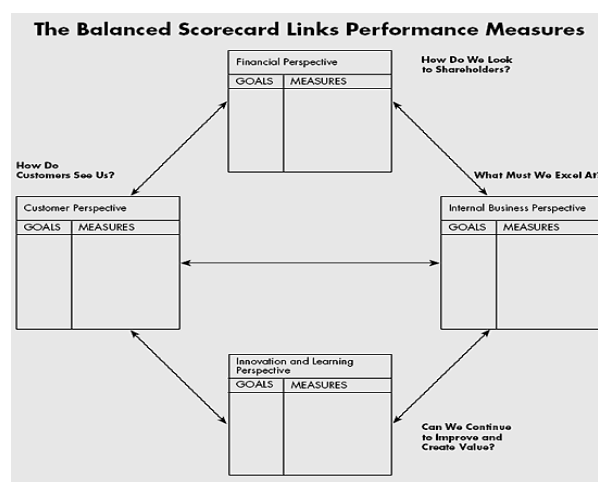 The Balanced Scorecard Links Performance Measures
Financial Perspective
GOALS MEASURES
How Do We Look
to Shareholders?
How Do
Customers See Us?
Customer Perspective
GOALS MEASURES
What Must We Excel At?
Internal Business Perspective
GOALS MEASURES
Innovation and Learning
Perspective
GOALS MEASURES
Can We Continue
to Improve and
Create Value?